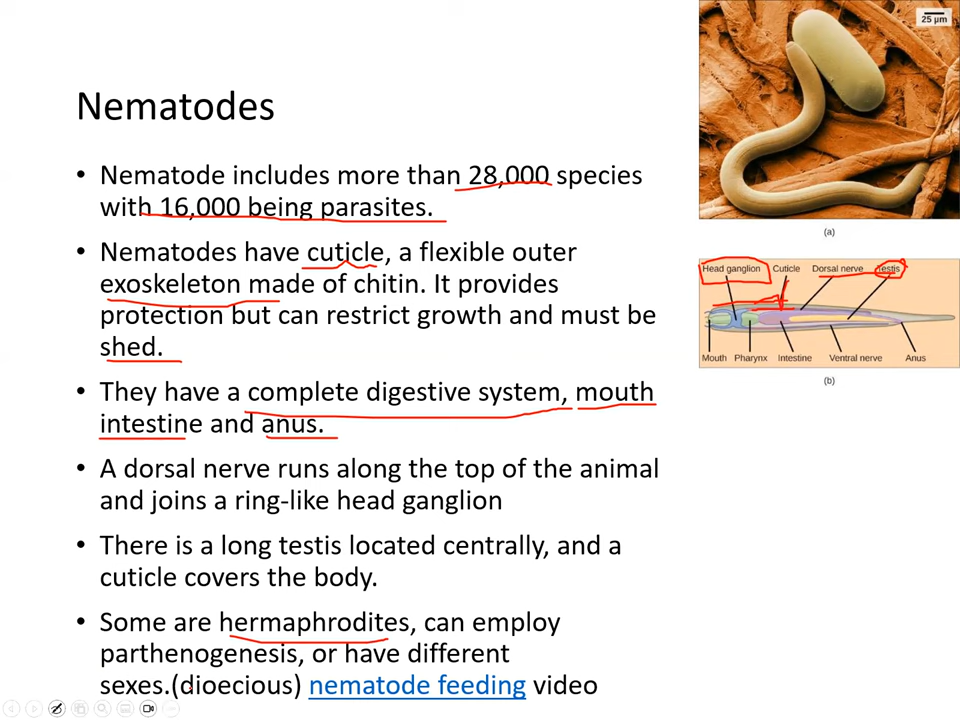 25 µm
Nematodes
• Nematode includes more than 28,000 species
with 16,000 being parasites.
• Nematodes have cuticle, a flexible outer
exoskeleton made of chitin. It provides
protection but can restrict growth and must be
shed.
• They have a complete digestive system, mouth
intestine and anus.
• A dorsal nerve runs along the top of the animal
and joins a ring-like head ganglion
• There is a long testis located centrally, and a
cuticle covers the body.
• Some are hermaphrodites, can employ
parthenogenesis, or have different
sexes.(dioecious) nematode feeding video
(a)
Head ganglion Cuticle Dorsal nerve Testis
Mouth Pharynx Intestine Ventral nerve Anus
(b)